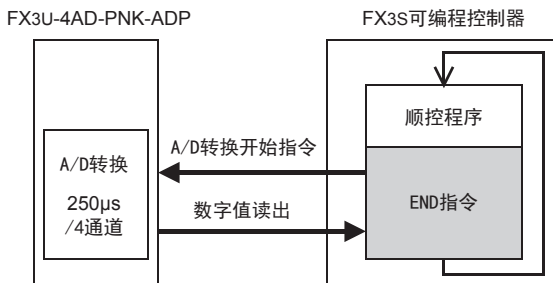 FX3U-4AD-PNK-ADP
FX3S可编程控制器
顺控程序
A/D转换开始指令
A/D转换
250μs
/4通道
END指令
数字值读出